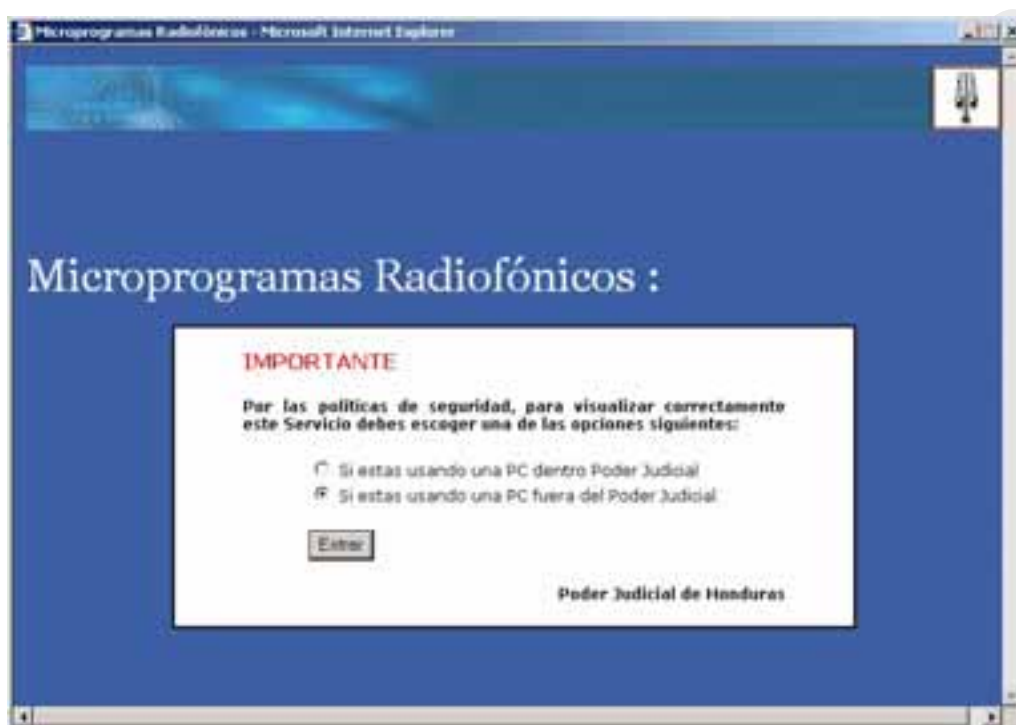 Microprogramas Radiofónicos - Microsoft Internet Explorer
Microprogramas Radiofónicos :
IMPORTANTE
Por las políticas de seguridad, para visualizar correctamente
este Servicio debes escoger una de las opciones siguientes:
Si estas usando una PC dentro Poder Judicial
Si estas usando una PC fuera del Poder Judicial
Entrar
Poder Judicial de Honduras